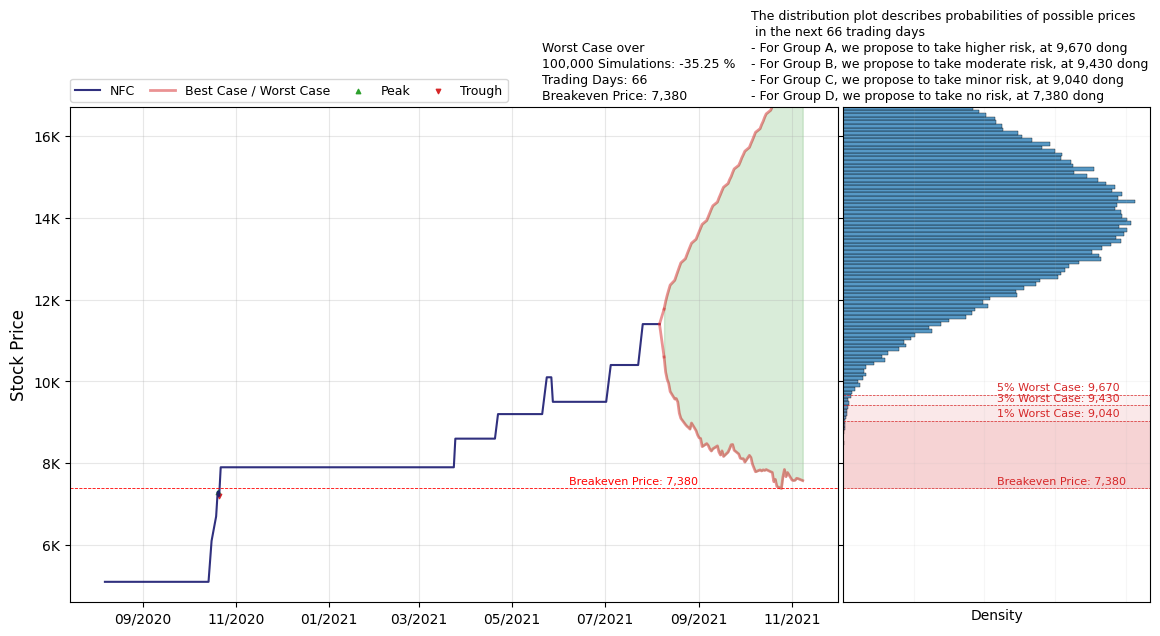 The distribution plot describes probabilities of possible prices
in the next 66 trading days
- For Group A, we propose to take higher risk, at 9,670 dong
- For Group B, we propose to take moderate risk, at 9,430 dong
- For Group C, we propose to take minor risk, at 9,040 dong
- For Group D, we propose to take no risk, at 7,380 dong
Worst Case over
100,000 Simulations: -35.25 %
Trading Days: 66
Breakeven Price: 7,380
NFC
Best Case / Worst Case
Peak
Trough
Stock Price
16K
14K
12K
10K
8K
6K
Breakeven Price: 7,380
09/2020
11/2020
01/2021
03/2021
05/2021
07/2021
09/2021
11/2021
5% Worst Case: 9,670
3% Worst Case: 9,430
1% Worst Case: 9,040
Breakeven Price: 7,380
Density